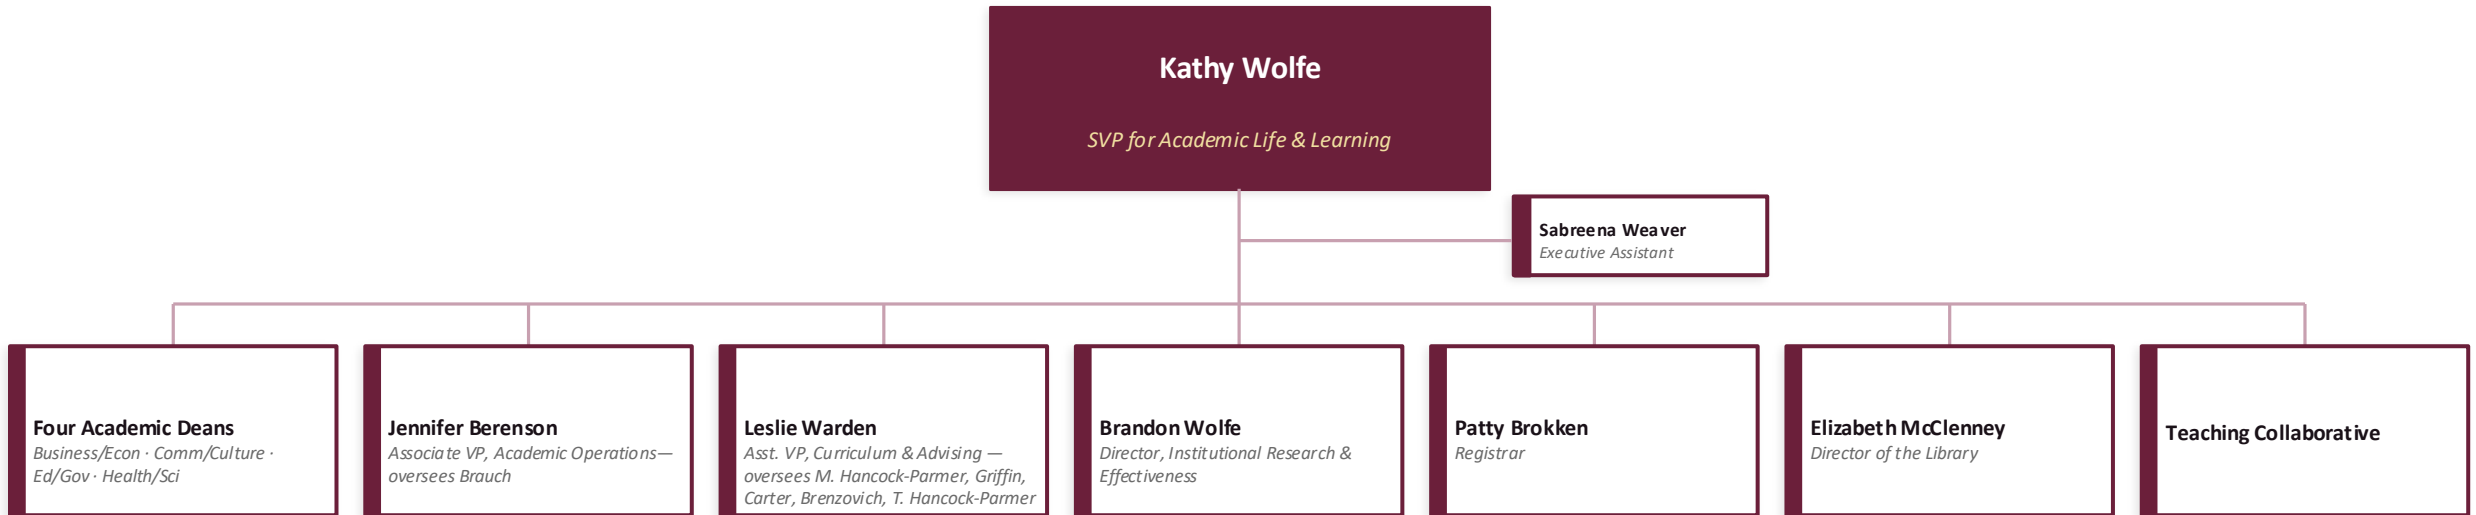 Kathy Wolfe
SVP for Academic Life & Learning
Sabreena Weaver
Executive Assistant
Four Academic Deans
Business/Econ · Comm/Culture ·
Ed/Gov · Health/Sci
Jennifer Berenson
Associate VP, Academic Operations—
oversees Brauch
Leslie Warden
Asst. VP, Curriculum & Advising —
oversees M. Hancock-Parmer, Griffin,
Carter, Brenzovich, T. Hancock-Parmer
Brandon Wolfe
Director, Institutional Research &
Effectiveness
Patty Brokken
Registrar
Elizabeth McClenney
Director of the Library
Teaching Collaborative